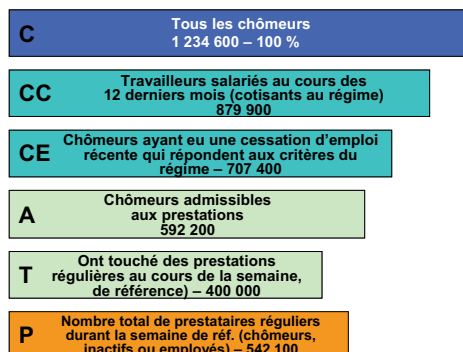 C
Tous les chômeurs
1 234 600 – 100 %
CC
Travailleurs salariés au cours des
12 derniers mois (cotisants au régime)
879 900
CE
Chômeurs ayant eu une cessation d’emploi
récente qui répondent aux critères du
régime – 707 400
A
Chômeurs admissibles
aux prestations
592 200
T
Ont touché des prestations
régulières au cours de la semaine,
de référence) – 400 000
P
Nombre total de prestataires réguliers
durant la semaine de réf. (chômeurs,
inactifs ou employés) – 542 100